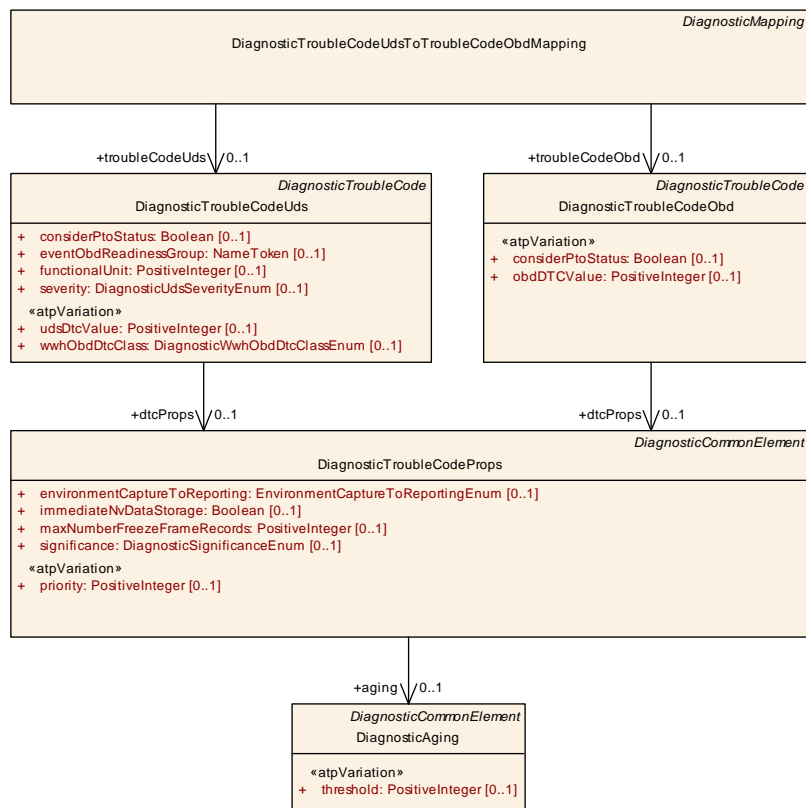 DiagnosticMapping
DiagnosticTroubleCodeUdsToTroubleCodeObdMapping
+troubleCodeUds 0..1
+troubleCodeObd 0..1
DiagnosticTroubleCode
DiagnosticTroubleCodeUds
+ considerPtoStatus: Boolean [0..1]
+ eventObdReadinessGroup: NameToken [0..1]
+ functionalUnit: PositiveInteger [0..1]
+ severity: DiagnosticUdsSeverityEnum [0..1]
«atpVariation»
+ udsDtcValue: PositiveInteger [0..1]
+ wwhObdDtcClass: DiagnosticWwhObdDtcClassEnum [0..1]
DiagnosticTroubleCode
DiagnosticTroubleCodeObd
«atpVariation»
+ considerPtoStatus: Boolean [0..1]
+ obdDTCValue: PositiveInteger [0..1]
+dtcProps 0..1
+dtcProps 0..1
DiagnosticCommonElement
DiagnosticTroubleCodeProps
+ environmentCaptureToReporting: EnvironmentCaptureToReportingEnum [0..1]
+ immediateNvDataStorage: Boolean [0..1]
+ maxNumberFreezeFrameRecords: PositiveInteger [0..1]
+ significance: DiagnosticSignificanceEnum [0..1]
«atpVariation»
+ priority: PositiveInteger [0..1]
+aging 0..1
DiagnosticCommonElement
DiagnosticAging
«atpVariation»
+ threshold: PositiveInteger [0..1]